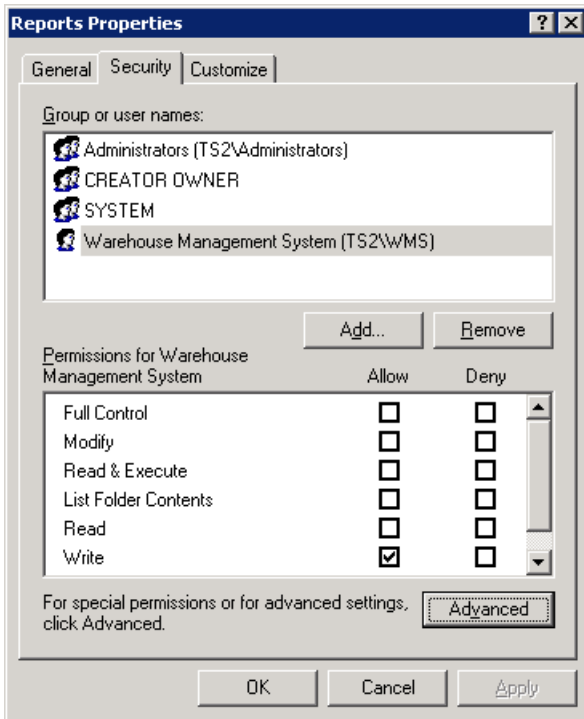 Reports Properties
General Security Customize
Group or user names:
Administrators (TS2\Administrators)
CREATOR OWNER
SYSTEM
Warehouse Management System (TS2\WMS)
Add... Remove
Permissions for Warehouse
Management System Allow Deny
Full Control
Modify
Read & Execute
List Folder Contents
Read
Write
For special permissions or for advanced settings,
click Advanced. Advanced
OK Cancel Apply